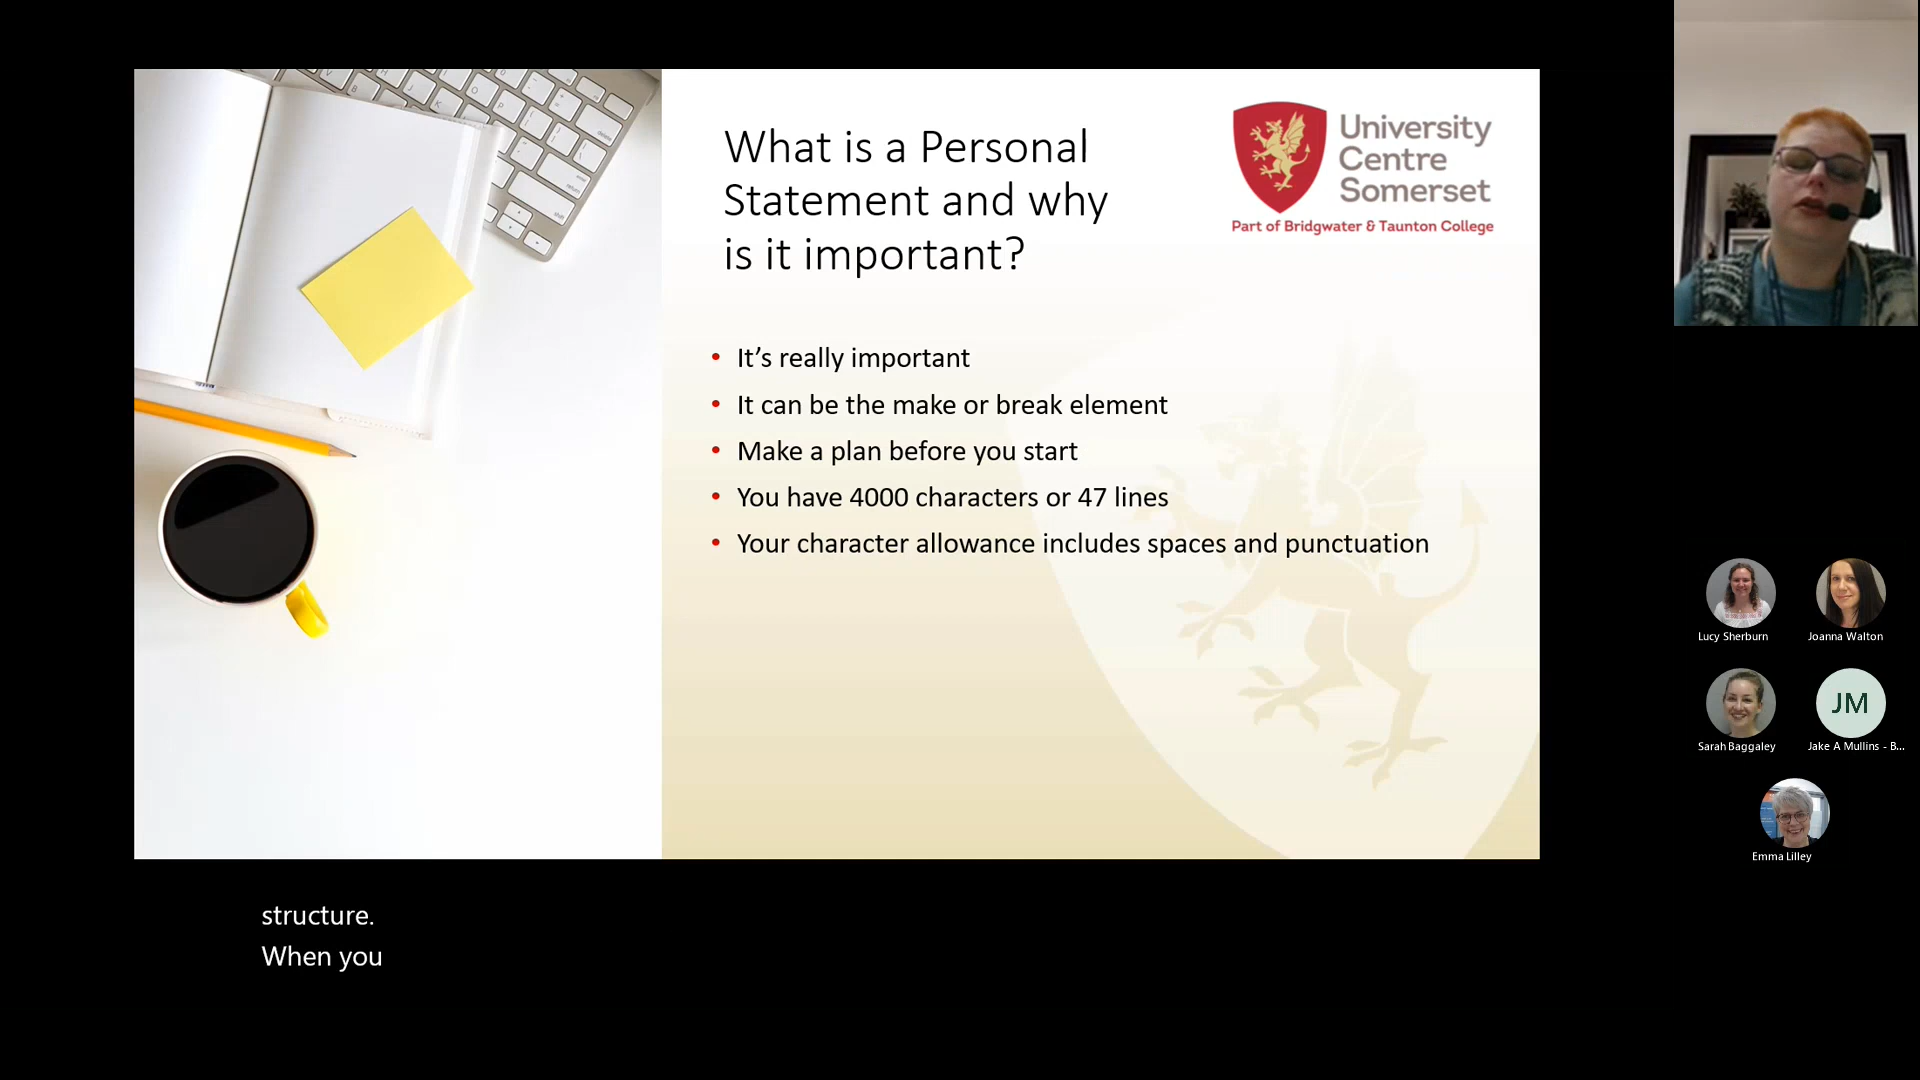 What is a Personal
Statement and why
is it important?
University
Centre
Somerset
Part of Bridgwater & Taunton College
• It’s really important
• It can be the make or break element
• Make a plan before you start
• You have 4000 characters or 47 lines
• Your character allowance includes spaces and punctuation
Lucy Sherburn
Joanna Walton
JM
Sarah Baggaley
Jake A Mullins - B...
Emma Lilley
structure.
When you